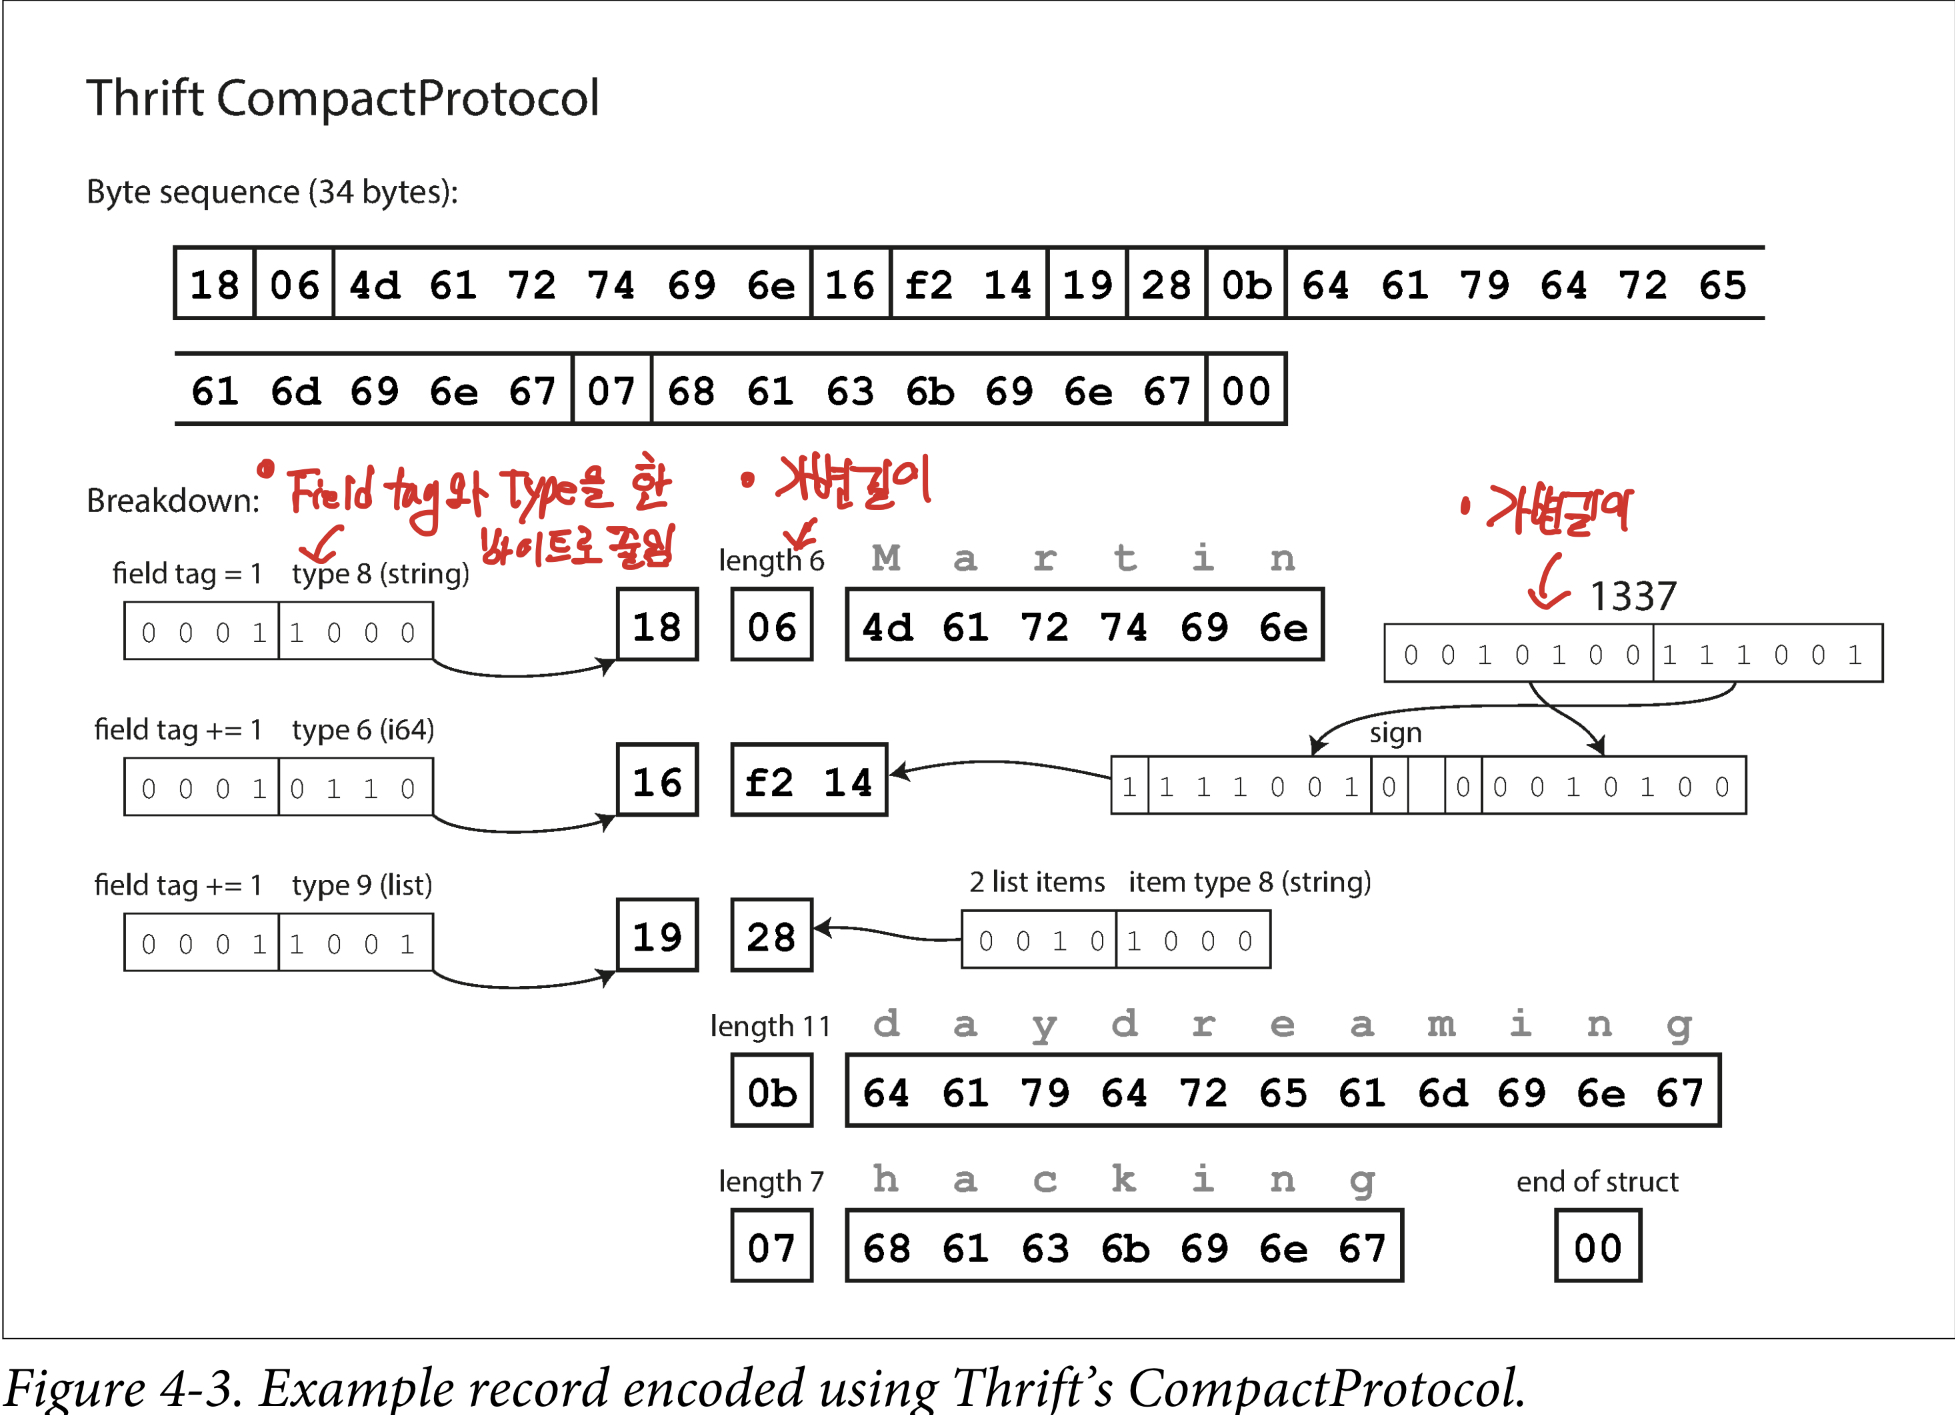 Thrift CompactProtocol
Byte sequence (34 bytes):
18 06 4d 61 72 74 69 6e 16 f2 14 19 28 0b 64 61 79 64 72 65
61 6d 69 6e 67 07 68 61 63 6b 69 6e 67 00
Breakdown:
• Field tag와 Type을 한
바이트로 줄임
• 가변길이
• 가변길이
field tag = 1 type 8 (string)
length 6
M a r t i n
0 0 0 1 1 0 0 0
18 06 4d 61 72 74 69 6e
1337
0 0 1 0 1 0 0 1 1 1 0 0 1
field tag += 1 type 6 (i64)
sign
0 0 0 1 0 1 1 0
16 f2 14
1 1 1 1 0 0 1 0 0 0 0 1 0 1 0 0
field tag += 1 type 9 (list)
2 list items item type 8 (string)
0 0 0 1 1 0 0 1
19 28
0 0 1 0 1 0 0 0
length 11 d a y d r e a m i n g
0b 64 61 79 64 72 65 61 6d 69 6e 67
length 7 h a c k i n g
end of struct
07 68 61 63 6b 69 6e 67
00
Figure 4-3. Example record encoded using Thrift's CompactProtocol.